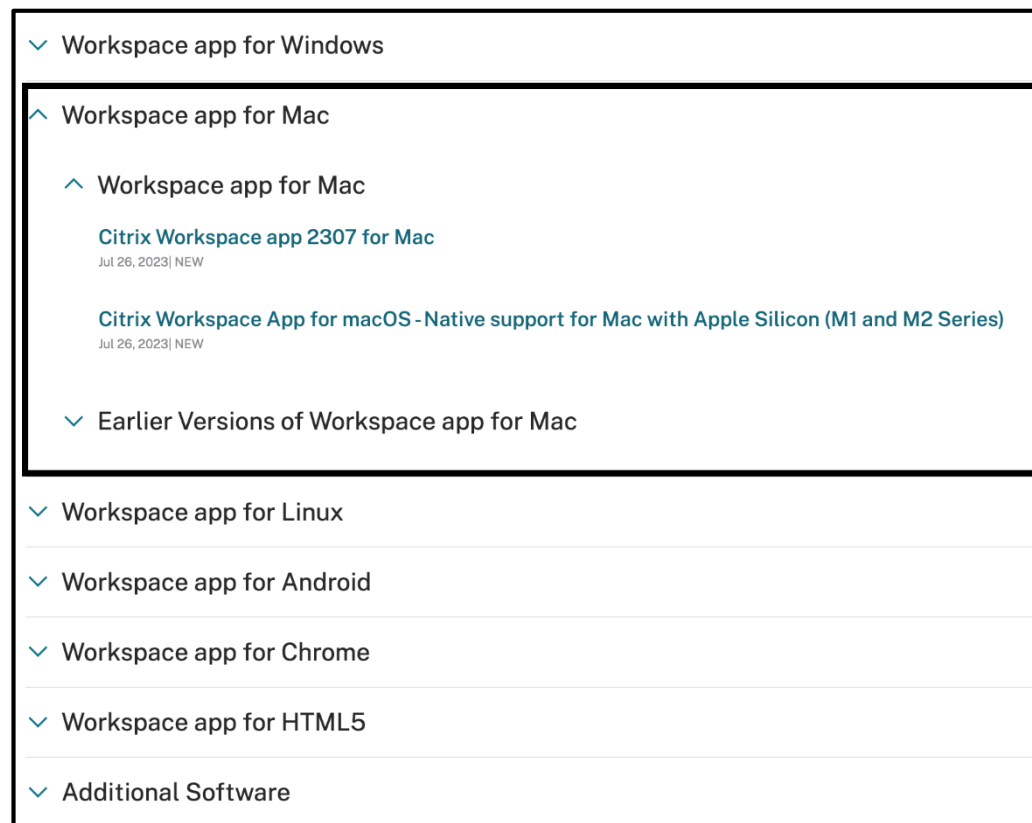 Workspace app for Windows
Workspace app for Mac
Workspace app for Mac
Citrix Workspace app 2307 for Mac
Jul 26, 2023| NEW
Citrix Workspace App for macOS - Native support for Mac with Apple Silicon (M1 and M2 Series)
Jul 26, 2023| NEW
Earlier Versions of Workspace app for Mac
Workspace app for Linux
Workspace app for Android
Workspace app for Chrome
Workspace app for HTML5
Additional Software